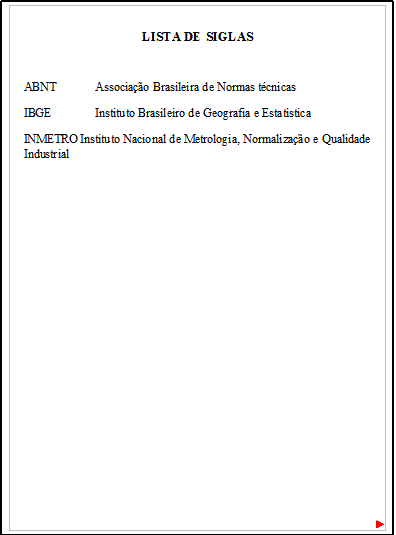 LISTA DE SIGLAS
ABNT Associação Brasileira de Normas técnicas
IBGE Instituto Brasileiro de Geografia e Estatística
INMETRO Instituto Nacional de Metrologia, Normalização e Qualidade
Industrial